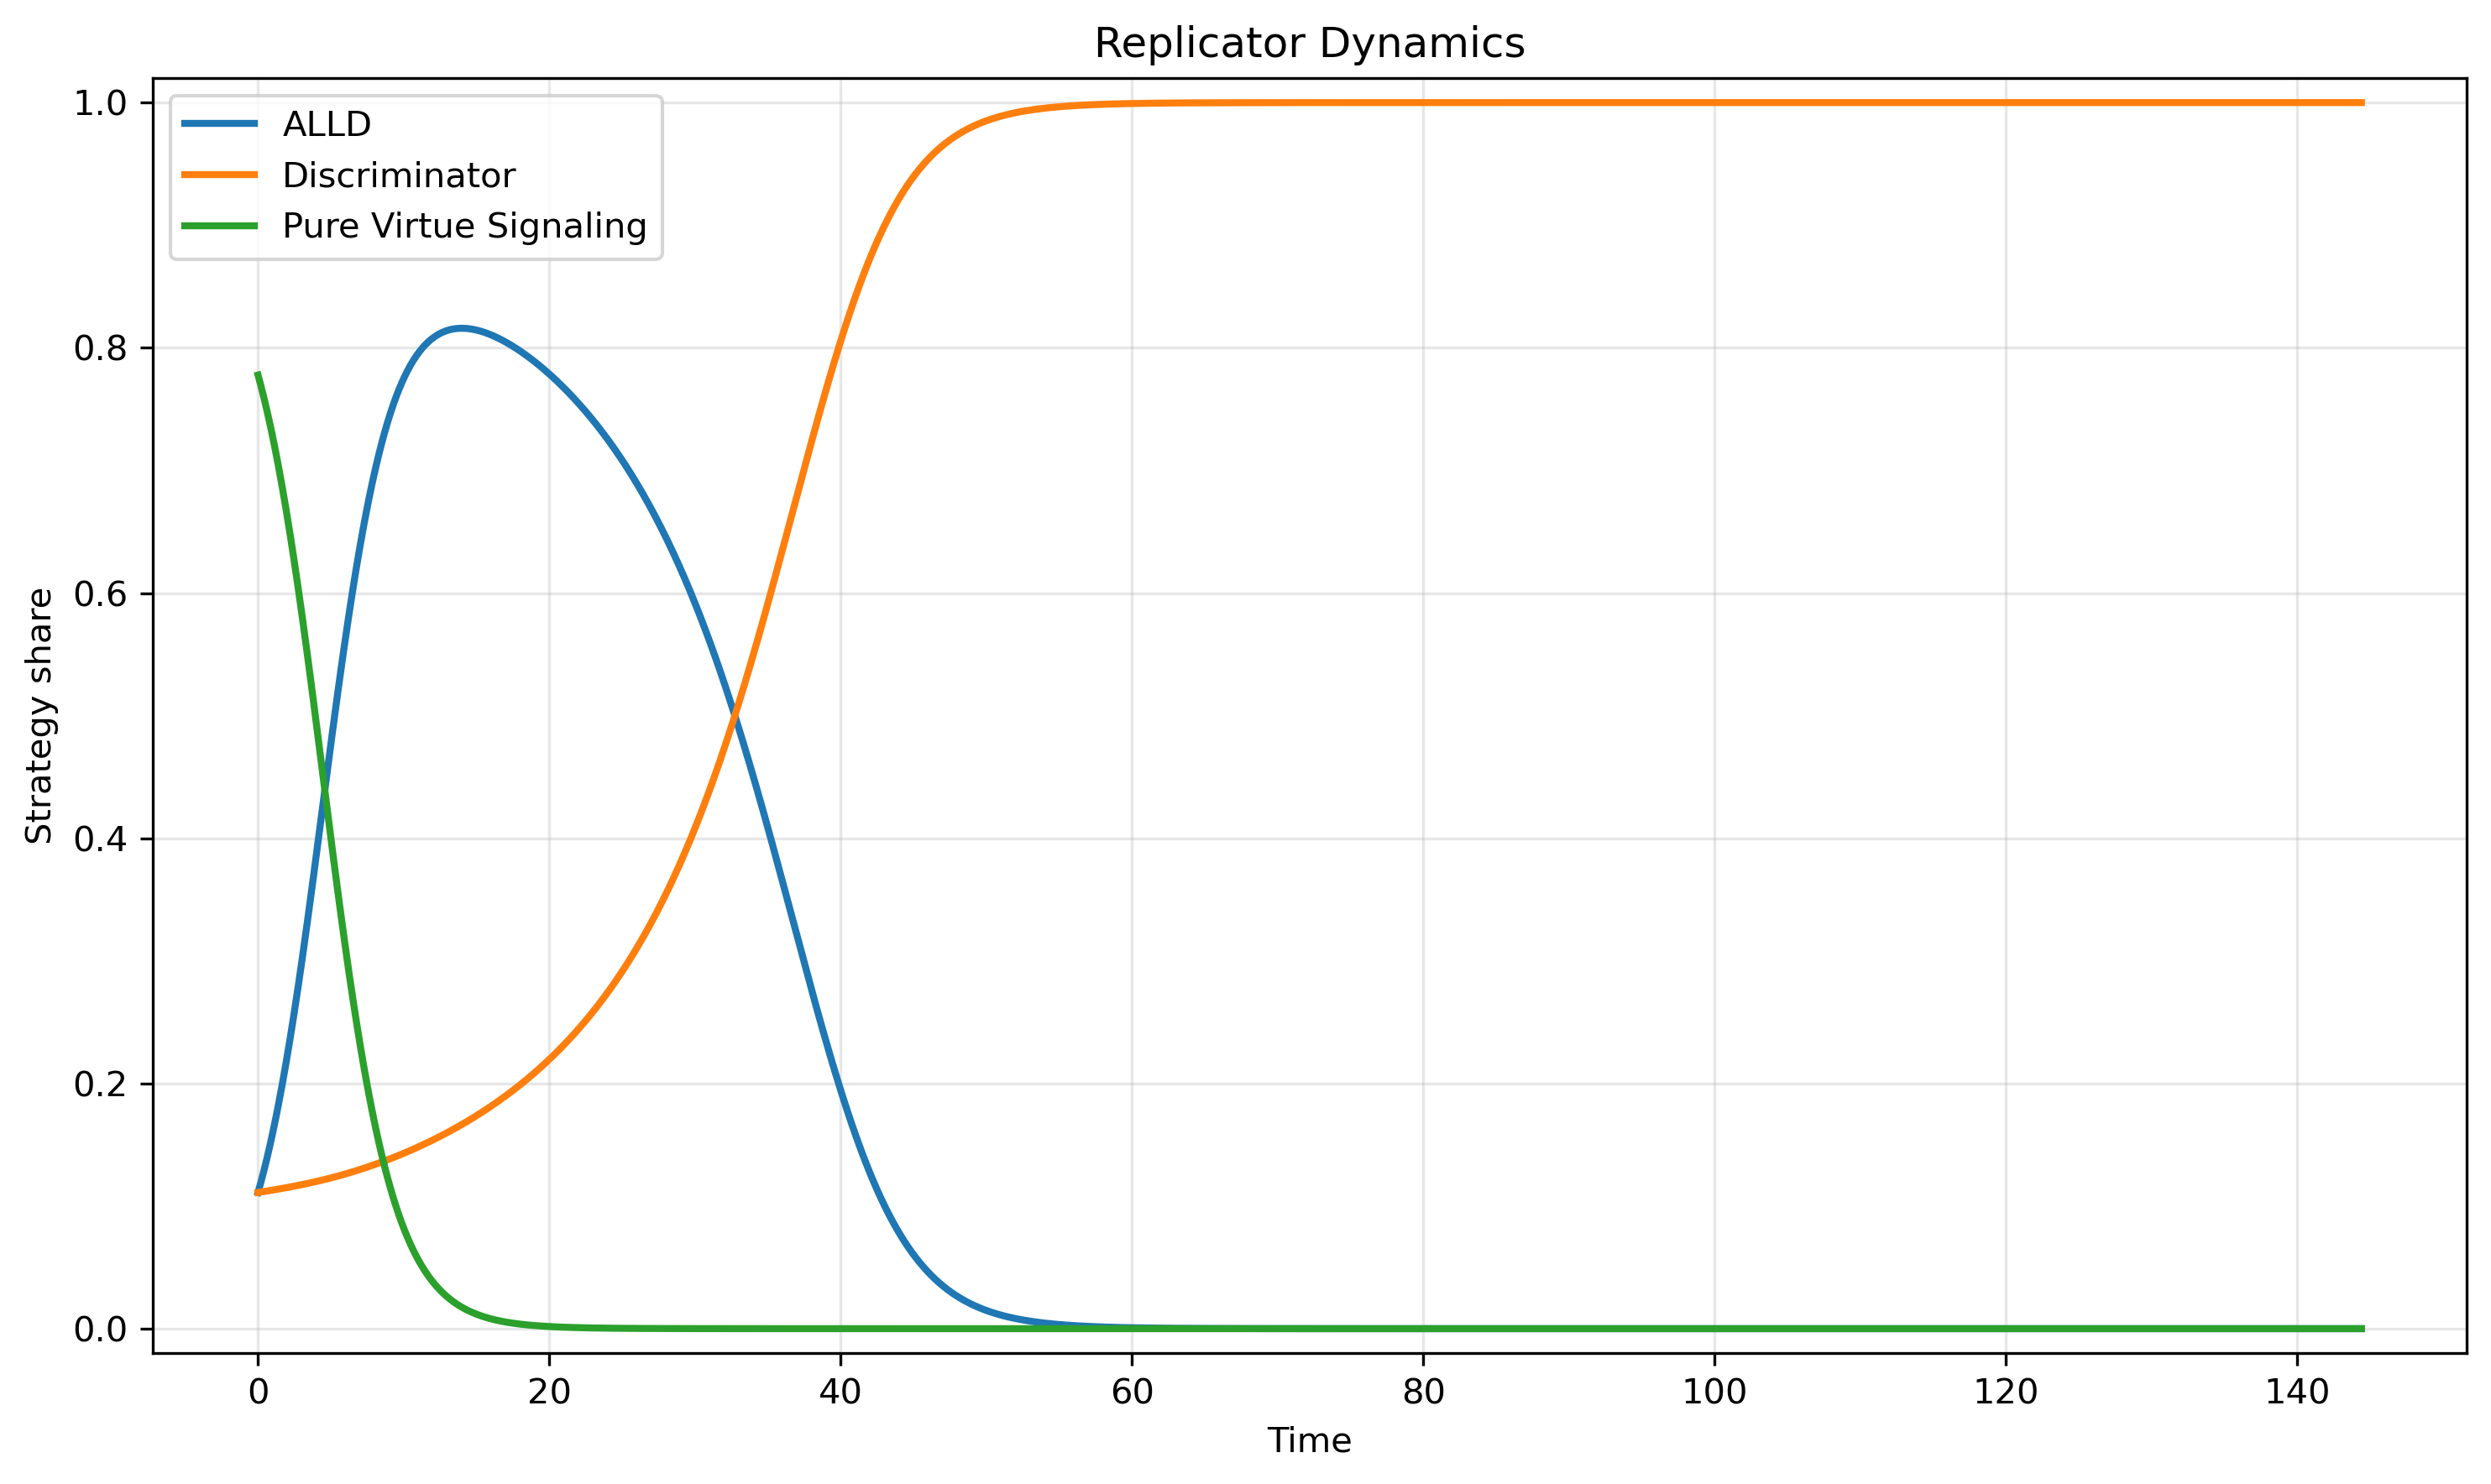 Replicator Dynamics
ALLD
Discriminator
Pure Virtue Signaling
Strategy share
1.0
0.8
0.6
0.4
0.2
0.0
0 20 40 60 80 100 120 140
Time